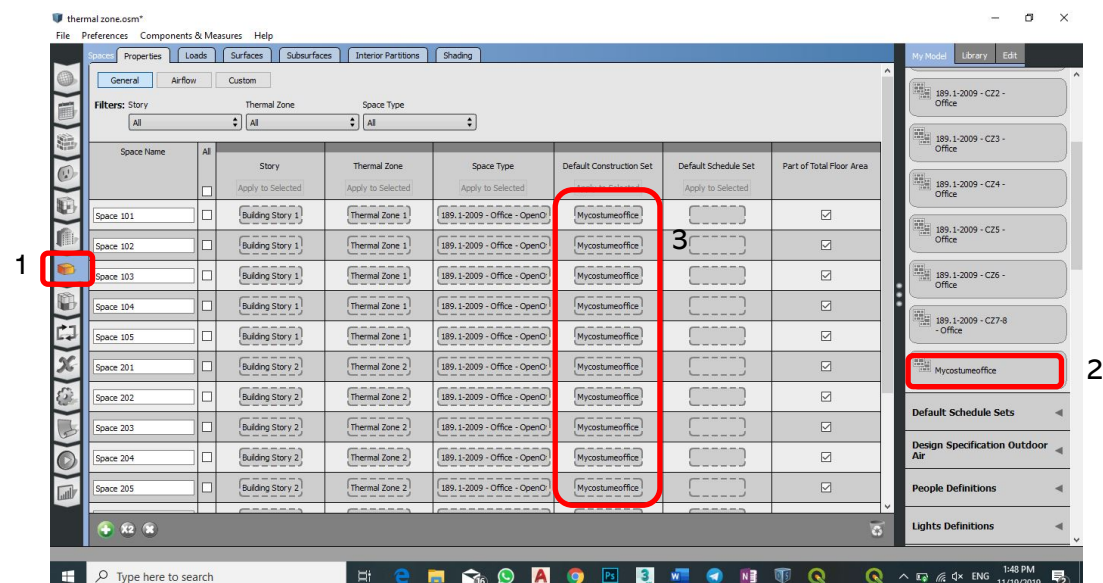 thermal zone.osm*
File Preferences Components & Measures Help
Spaces Properties Loads Surfaces Subsurfaces Interior Partitions Shading
My Model Library Edit
General Airflow Custom
Filters: Story Thermal Zone Space Type
All All All
Space Name All Story Thermal Zone Space Type Default Construction Set Default Schedule Set Part of Total Floor Area
Apply to Selected Apply to Selected Apply to Selected Apply to Selected Apply to Selected
Space 101 Building Story 1 Thermal Zone 1 189.1-2009 - Office - OpenO Mycostumeoffice
Space 102 Building Story 1 Thermal Zone 1 189.1-2009 - Office - OpenO Mycostumeoffice
3
1
Space 103 Building Story 1 Thermal Zone 1 189.1-2009 - Office - OpenO Mycostumeoffice
Space 104 Building Story 1 Thermal Zone 1 189.1-2009 - Office - OpenO Mycostumeoffice
Space 105 Building Story 1 Thermal Zone 1 189.1-2009 - Office - OpenO Mycostumeoffice
Space 201 Building Story 2 Thermal Zone 2 189.1-2009 - Office - OpenO Mycostumeoffice
Space 202 Building Story 2 Thermal Zone 2 189.1-2009 - Office - OpenO Mycostumeoffice
Space 203 Building Story 2 Thermal Zone 2 189.1-2009 - Office - OpenO Mycostumeoffice
Space 204 Building Story 2 Thermal Zone 2 189.1-2009 - Office - OpenO Mycostumeoffice
Space 205 Building Story 2 Thermal Zone 2 189.1-2009 - Office - OpenO Mycostumeoffice
189.1-2009 - CZ2 -
Office
189.1-2009 - CZ3 -
Office
189.1-2009 - CZ4 -
Office
189.1-2009 - CZ5 -
Office
189.1-2009 - CZ6 -
Office
189.1-2009 - CZ7-8
- Office
Mycostumeoffice
2
Default Schedule Sets
Design Specification Outdoor
Air
People Definitions
Lights Definitions
x2
Type here to search
ENG
1:48 PM